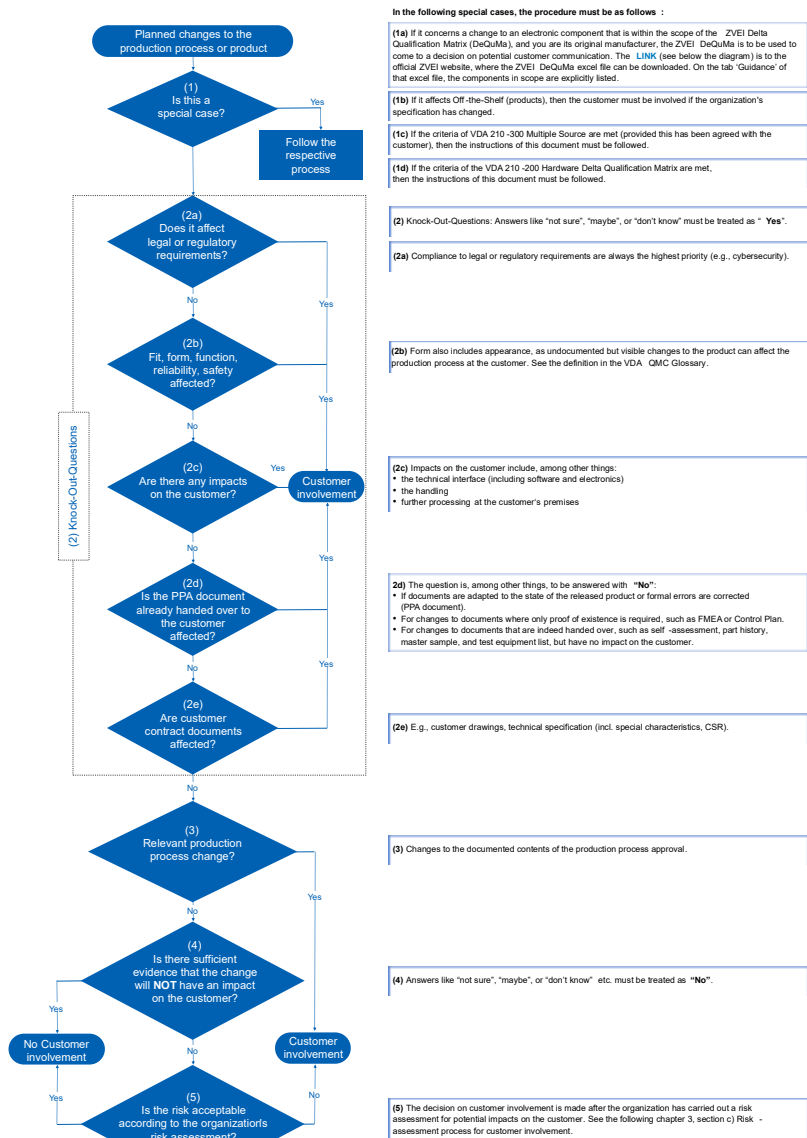 Planned changes to the
production process or product
(1)
Is this a
special case?
Yes
Follow the
respective
process
(2) Knock-Out-Questions
(2a)
Does it affect
legal or regulatory
requirements?
Yes
No
(2b)
Fit, form, function,
reliability, safety
affected?
Yes
No
(2c)
Are there any impacts
on the customer?
Yes
Customer
involvement
No
Yes
(2d)
Is the PPA document
already handed over to
the customer
affected?
Yes
No
(2e)
Are customer
contract documents
affected?
No
(3)
Relevant production
process change?
Yes
No
(4)
Is there sufficient
evidence that the change
will NOT have an impact
on the customer?
Yes
No Customer
involvement
Customer
involvement
No
Yes
No
(5)
Is the risk acceptable
according to the organization's
risk assessment?
In the following special cases, the procedure must be as follows :
(1a) If it concerns a change to an electronic component that is within the scope of the ZVEI Delta
Qualification Matrix (DeQuMa), and you are its original manufacturer, the ZVEI DeQuMa is to be used to
come to a decision on potential customer communication. The LINK (see below the diagram) is to the
official ZVEI website, where the ZVEI DeQuMa excel file can be downloaded. On the tab 'Guidance' of
that excel file, the components in scope are explicitly listed.
(1b) If it affects Off-the-Shelf (products), then the customer must be involved if the organization's
specification has changed.
(1c) If the criteria of VDA 210 -300 Multiple Source are met (provided this has been agreed with the
customer), then the instructions of this document must be followed.
(1d) If the criteria of the VDA 210 -200 Hardware Delta Qualification Matrix are met,
then the instructions of this document must be followed.
(2) Knock-Out-Questions: Answers like "not sure", "maybe", or "don't know" must be treated as " Yes".
(2a) Compliance to legal or regulatory requirements are always the highest priority (e.g., cybersecurity).
(2b) Form also includes appearance, as undocumented but visible changes to the product can affect the
production process at the customer. See the definition in the VDA QMC Glossary.
(2c) Impacts on the customer include, among other things:
• the technical interface (including software and electronics)
• the handling
• further processing at the customer's premises
2d) The question is, among other things, to be answered with "No":
• If documents are adapted to the state of the released product or formal errors are corrected
(PPA document).
• For changes to documents where only proof of existence is required, such as FMEA or Control Plan.
• For changes to documents that are indeed handed over, such as self -assessment, part history,
master sample, and test equipment list, but have no impact on the customer.
(2e) E.g., customer drawings, technical specification (incl. special characteristics, CSR).
(3) Changes to the documented contents of the production process approval.
(4) Answers like "not sure", "maybe", or "don't know" etc. must be treated as "No".
(5) The decision on customer involvement is made after the organization has carried out a risk
assessment for potential impacts on the customer. See the following chapter 3, section c) Risk -
assessment process for customer involvement.